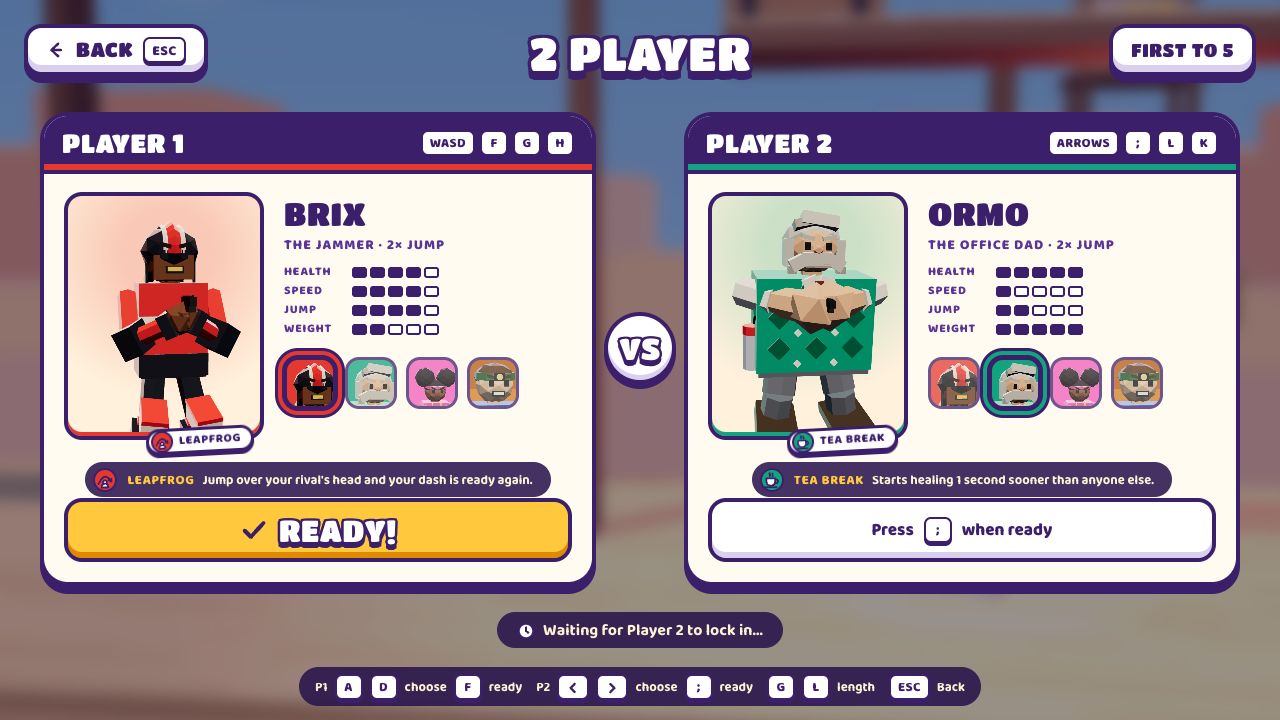 BACK ESC
2 PLAYER
FIRST TO 5
PLAYER 1
WASD F G H
BRIX
THE JAMMER · 2× JUMP
HEALTH
SPEED
JUMP
WEIGHT
LEAPFROG
LEAPFROG Jump over your rival's head and your dash is ready again.
READY!
VS
PLAYER 2
ARROWS ; L K
ORMO
THE OFFICE DAD · 2× JUMP
HEALTH
SPEED
JUMP
WEIGHT
TEA BREAK
TEA BREAK Starts healing 1 second sooner than anyone else.
Press ; when ready
Waiting for Player 2 to lock in...
P1 A D choose F ready P2 < > choose ; ready G L length ESC Back